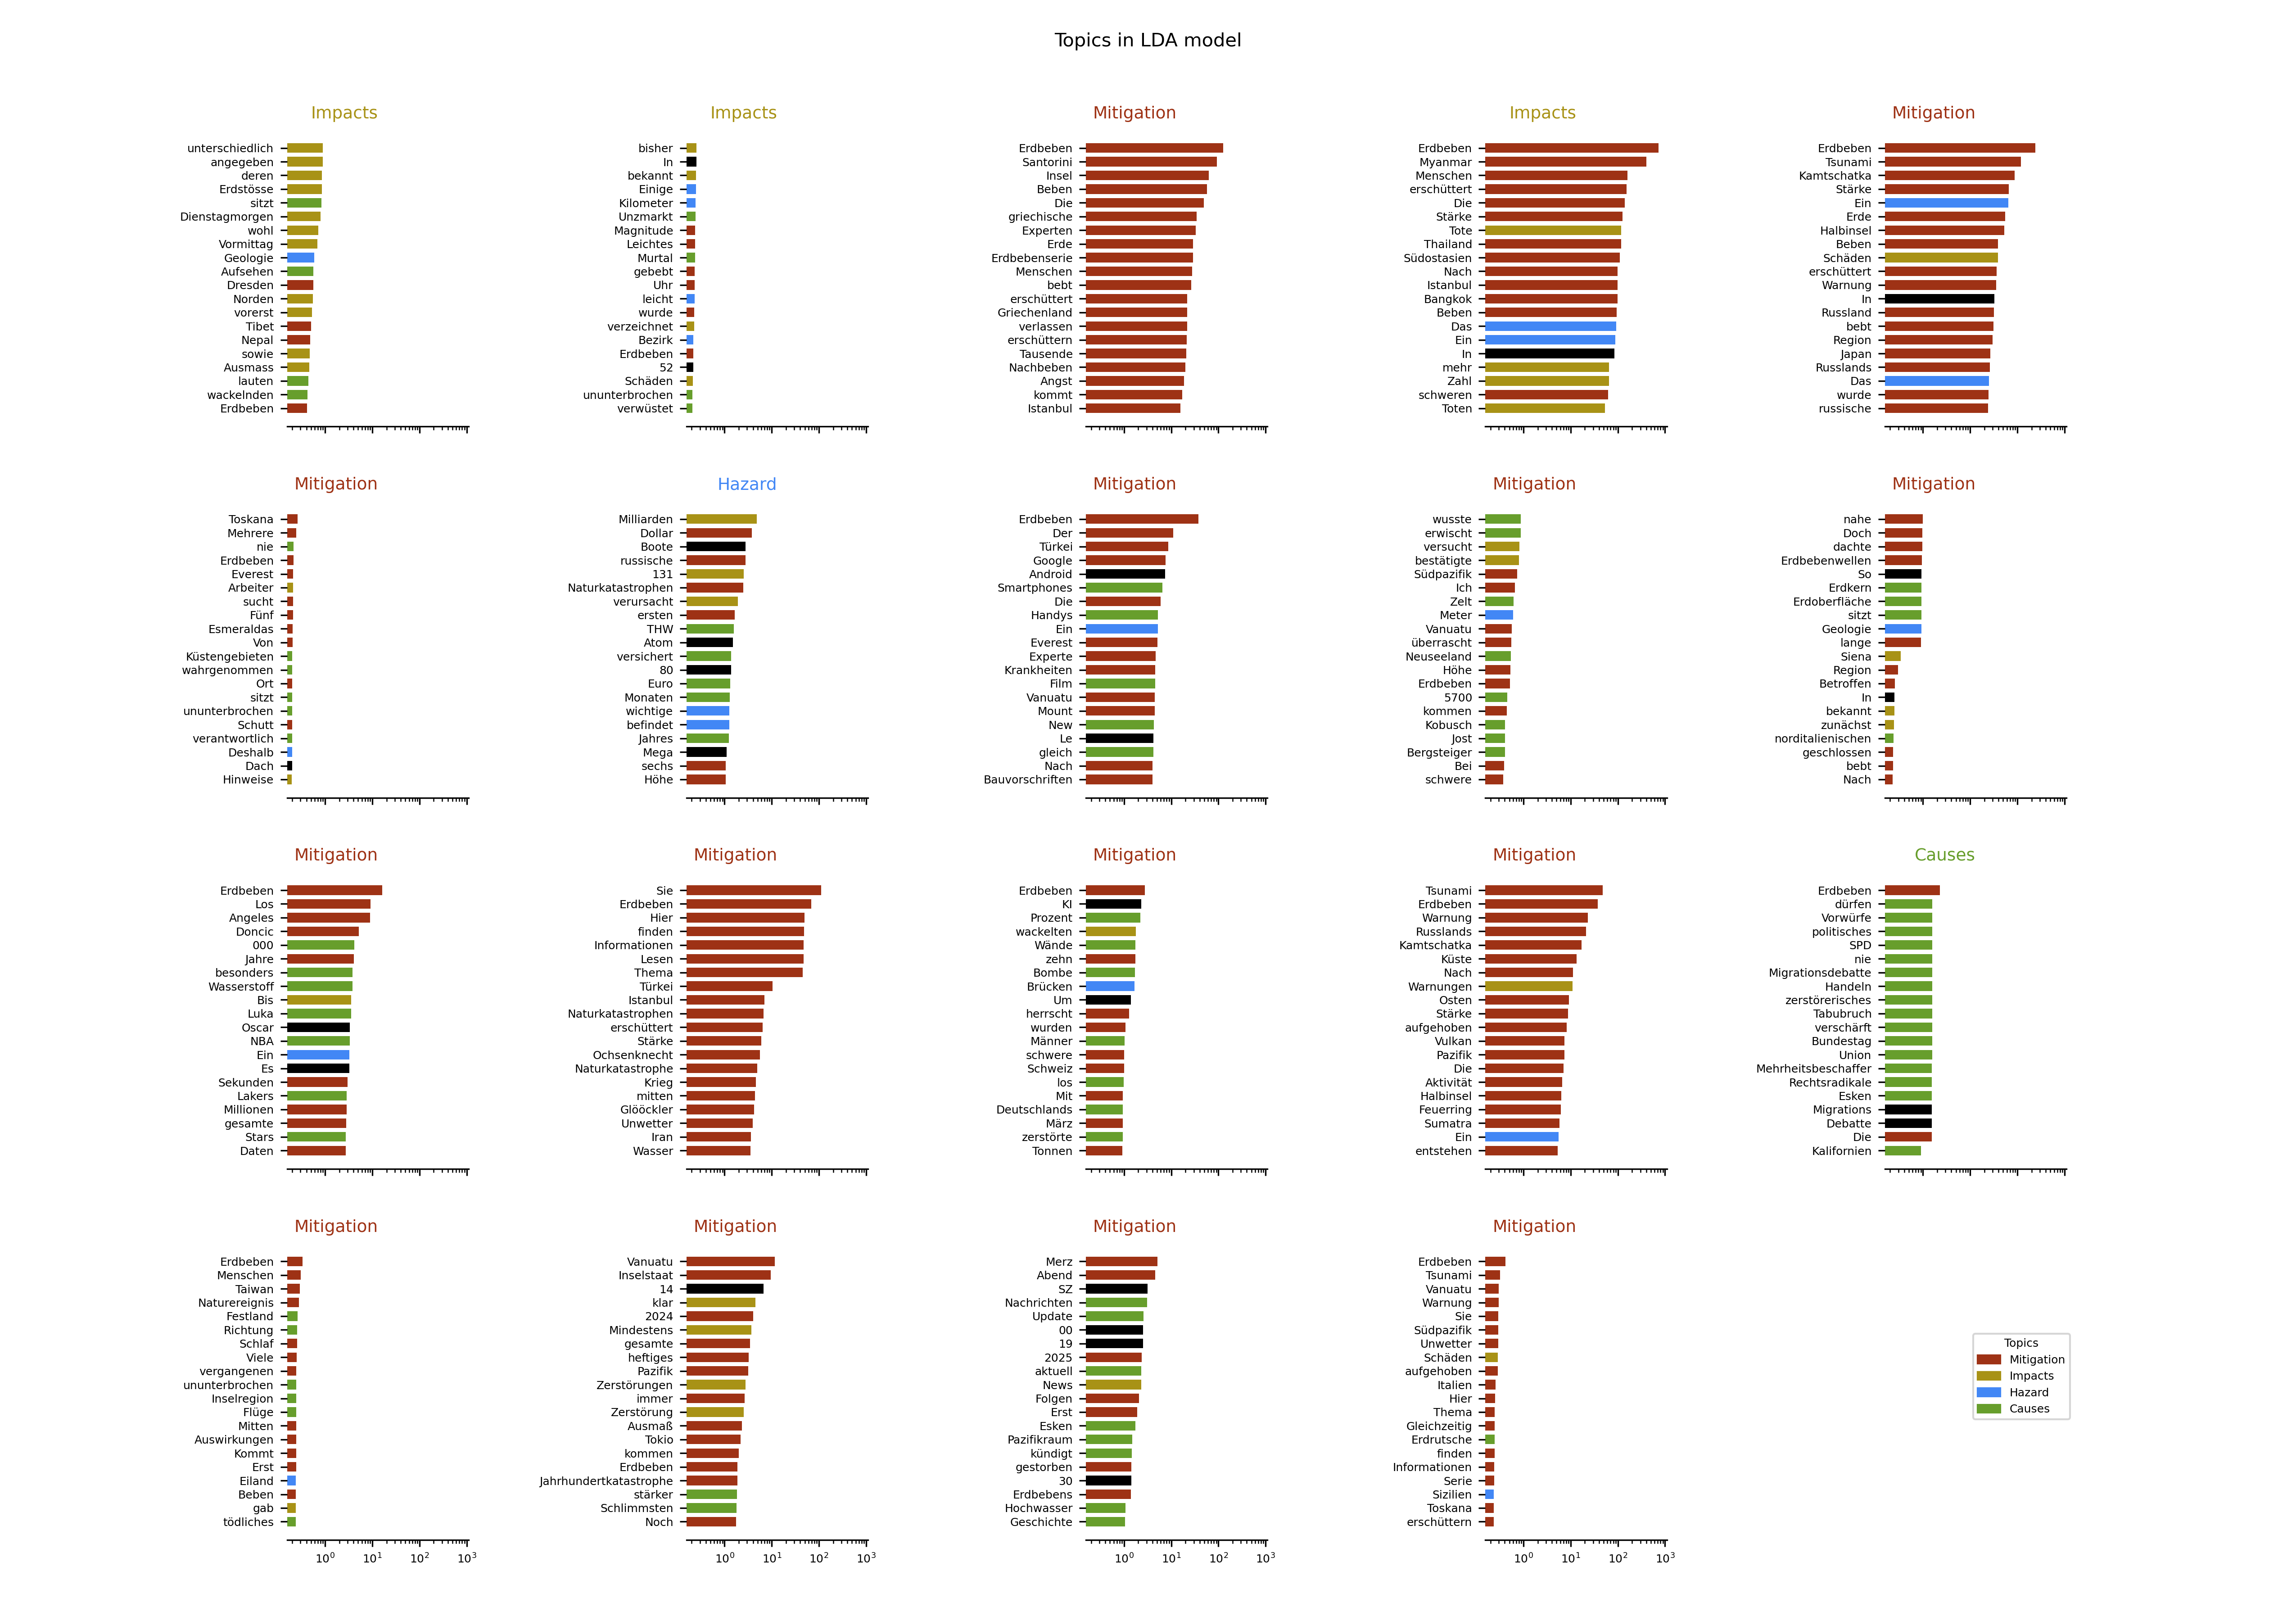 Topics in LDA model
Impacts
unterschiedlich
angegeben
deren
Erdstösse
sitzt
Dienstagmorgen
wohl
Vormittag
Geologie
Aufsehen
Dresden
Norden
vorerst
Tibet
Nepal
sowie
Ausmass
lauten
wackelnden
Erdbeben
Impacts
bisher
In
bekannt
Einige
Kilometer
Unzmarkt
Magnitude
Leichtes
Murtal
gebebt
Uhr
leicht
wurde
verzeichnet
Bezirk
Erdbeben
52
Schäden
ununterbrochen
verwüstet
Mitigation
Erdbeben
Santorini
Insel
Beben
Die
griechische
Experten
Erde
Erdbebenserie
Menschen
bebt
erschüttert
Griechenland
verlassen
erschüttern
Tausende
Nachbeben
Angst
kommt
Istanbul
Impacts
Erdbeben
Myanmar
Menschen
erschüttert
Die
Stärke
Tote
Thailand
Südostasien
Nach
Istanbul
Bangkok
Beben
Das
Ein
In
mehr
Zahl
schweren
Toten
Mitigation
Erdbeben
Tsunami
Kamtschatka
Stärke
Ein
Erde
Halbinsel
Beben
Schäden
erschüttert
Warnung
In
Russland
bebt
Region
Japan
Russlands
Das
wurde
russische
Mitigation
Toskana
Mehrere
nie
Erdbeben
Everest
Arbeiter
sucht
Fünf
Esmeraldas
Von
Küstengebieten
wahrgenommen
Ort
sitzt
ununterbrochen
Schutt
verantwortlich
Deshalb
Dach
Hinweise
Hazard
Milliarden
Dollar
Boote
russische
131
Naturkatastrophen
verursacht
ersten
THW
Atom
versichert
80
Euro
Monaten
wichtige
befindet
Jahres
Mega
sechs
Höhe
Mitigation
Erdbeben
Der
Türkei
Google
Android
Smartphones
Die
Handys
Ein
Everest
Experte
Krankheiten
Film
Vanuatu
Mount
New
Le
gleich
Nach
Bauvorschriften
Mitigation
wusste
erwischt
versucht
bestätigte
Südpazifik
Ich
Zelt
Meter
Vanuatu
überrascht
Neuseeland
Höhe
Erdbeben
5700
kommen
Kobusch
Jost
Bergsteiger
Bei
schwere
Mitigation
nahe
Doch
dachte
Erdbebenwellen
So
Erdkern
Erdoberfläche
sitzt
Geologie
lange
Siena
Region
Betroffen
In
bekannt
zunächst
norditalienischen
geschlossen
bebt
Nach
Mitigation
Erdbeben
Los
Angeles
Doncic
000
Jahre
besonders
Wasserstoff
Bis
Luka
Oscar
NBA
Ein
Es
Sekunden
Lakers
Millionen
gesamte
Stars
Daten
Mitigation
Sie
Erdbeben
Hier
finden
Informationen
Lesen
Thema
Türkei
Istanbul
Naturkatastrophen
erschüttert
Stärke
Ochsenknecht
Naturkatastrophe
Krieg
mitten
Glööckler
Unwetter
Iran
Wasser
Mitigation
Erdbeben
KI
Prozent
wackelten
Wände
zehn
Bombe
Brücken
Um
herrscht
wurden
Männer
schwere
Schweiz
los
Mit
Deutschlands
März
zerstörte
Tonnen
Mitigation
Tsunami
Erdbeben
Warnung
Russlands
Kamtschatka
Küste
Nach
Warnungen
Osten
Stärke
aufgehoben
Vulkan
Pazifik
Die
Aktivität
Halbinsel
Feuerring
Sumatra
Ein
entstehen
Causes
Erdbeben
dürfen
Vorwürfe
politisches
SPD
nie
Migrationsdebatte
Handeln
zerstörerisches
Tabubruch
verschärft
Bundestag
Union
Mehrheitsbeschaffer
Rechtsradikale
Esken
Migrations
Debatte
Die
Kalifornien
Mitigation
Erdbeben
Menschen
Taiwan
Naturereignis
Festland
Richtung
Schlaf
Viele
vergangenen
ununterbrochen
Inselregion
Flüge
Mitten
Auswirkungen
Kommt
Erst
Eiland
Beben
gab
tödliches
10⁰ 10¹ 10² 10³
Mitigation
Vanuatu
Inselstaat
14
klar
2024
Mindestens
gesamte
heftiges
Pazifik
Zerstörungen
immer
Zerstörung
Ausmaß
Tokio
kommen
Erdbeben
Jahrhundertkatastrophe
stärker
Schlimmsten
Noch
10⁰ 10¹ 10² 10³
Mitigation
Merz
Abend
SZ
Nachrichten
Update
00
19
2025
aktuell
News
Folgen
Erst
Esken
Pazifikraum
kündigt
gestorben
30
Erdbebens
Hochwasser
Geschichte
10⁰ 10¹ 10² 10³
Mitigation
Erdbeben
Tsunami
Vanuatu
Warnung
Sie
Südpazifik
Unwetter
Schäden
aufgehoben
Italien
Hier
Thema
Gleichzeitig
Erdrutsche
finden
Informationen
Serie
Sizilien
Toskana
erschüttern
10⁰ 10¹ 10² 10³
Topics
Mitigation
Impacts
Hazard
Causes